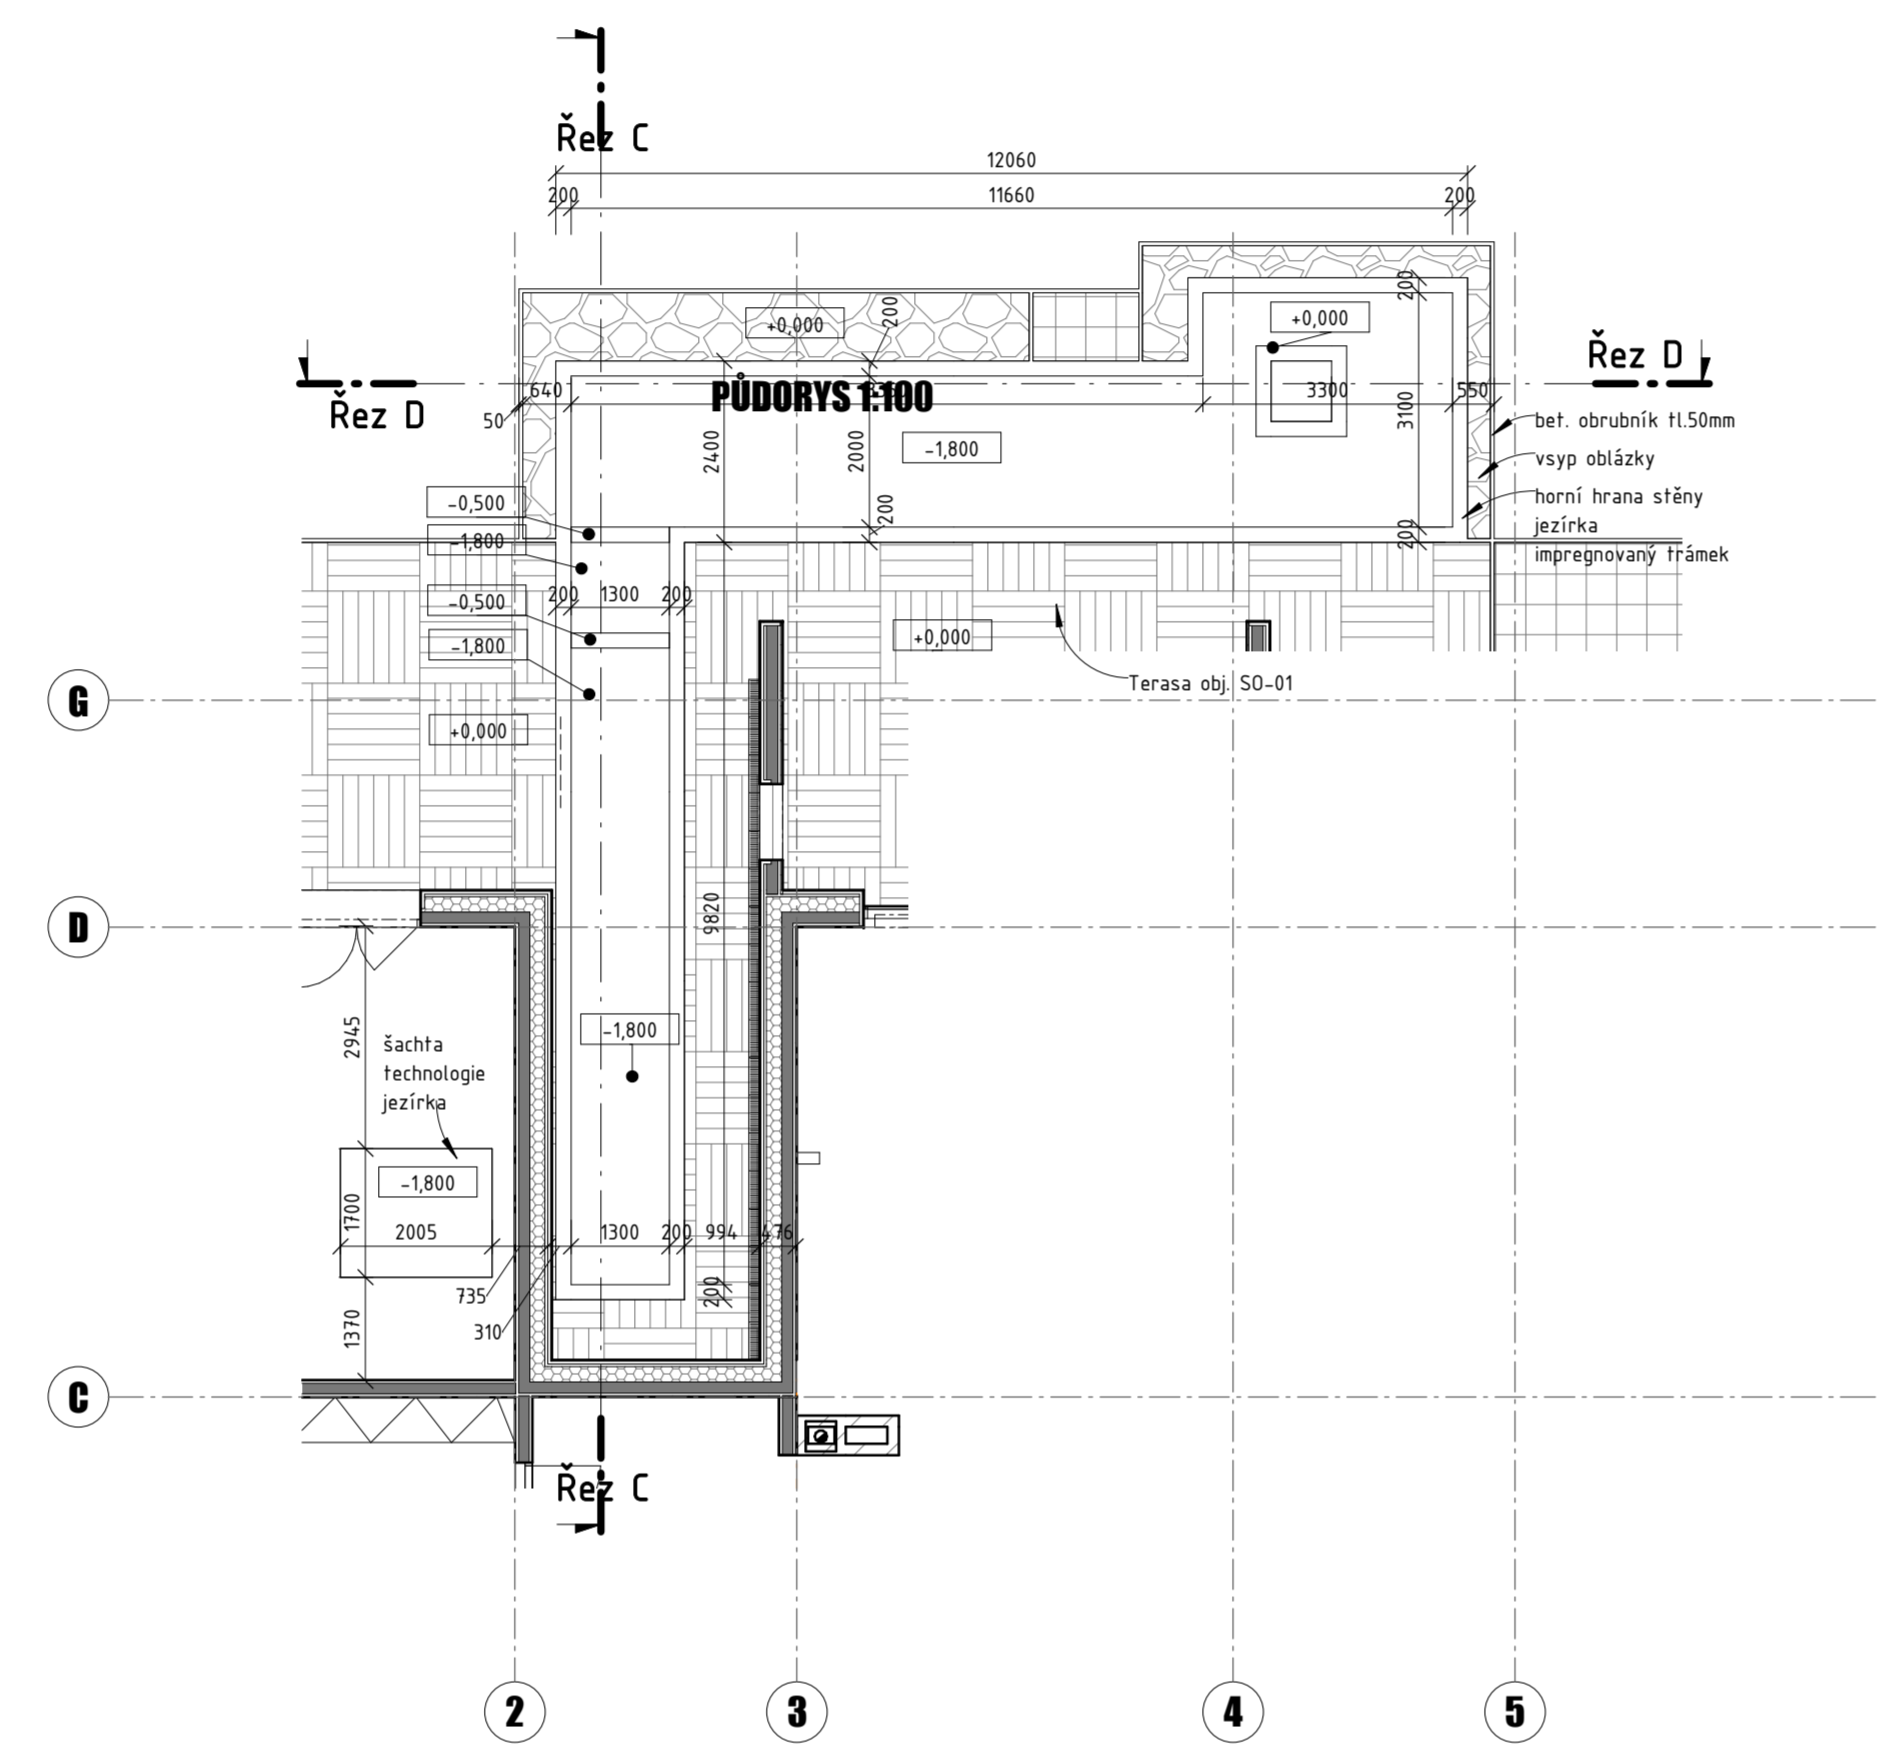 Řez C
12060
200 11660 200
200
+0,000
200
+0,000
Řez D
Řez D
640
PŮDORYS 1:100
3300
550
50
3100
bet. obrubník tl.50mm
2400
2000
-1,800
vsyp oblázky
-0,500
200
horní hrana stěny
jezírka
impregnovaný trámek
-1,800
200
-0,500
200 1300 200
-1,800
+0,000
Terasa obj. SO-01
G
+0,000
9820
D
2945
šachta
technologie
jezírka
-1,800
-1,800
1700
2005
1300 200 994 476
735
200
310
1370
C
Řez C
2
3
4
5